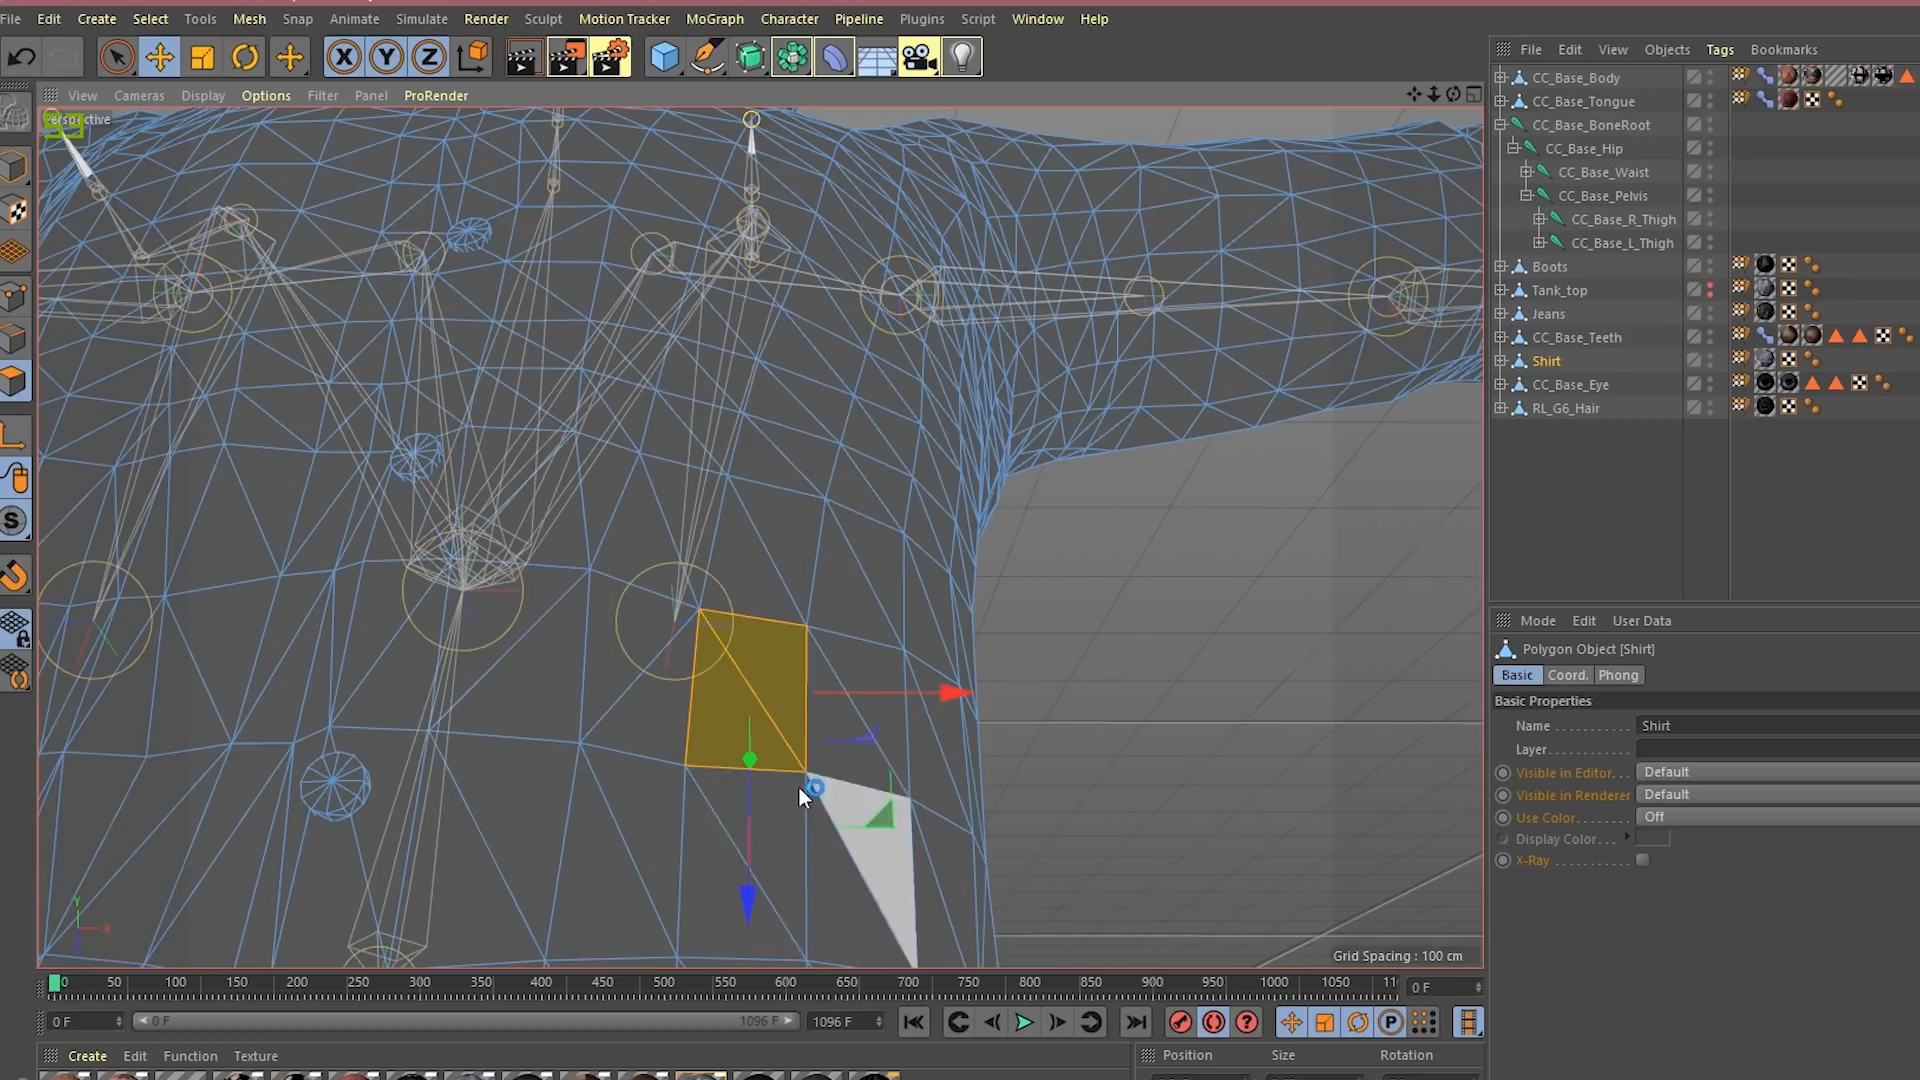 File Edit Create Select Tools Mesh Snap Animate Simulate Render Sculpt Motion Tracker MoGraph Character Pipeline Plugins Script Window Help
X Y Z
File Edit View Objects Tags Bookmarks
View Cameras Display Options Filter Panel ProRender
Perspective
CC_Base_Body
CC_Base_Tongue
CC_Base_BoneRoot
CC_Base_Hip
CC_Base_Waist
CC_Base_Pelvis
CC_Base_R_Thigh
CC_Base_L_Thigh
Boots
Tank_top
Jeans
CC_Base_Teeth
Shirt
CC_Base_Eye
RL_G6_Hair
S
Mode Edit User Data
Polygon Object [Shirt]
Basic Coord. Phong
Basic Properties
Name Shirt
Layer
Visible in Editor Default
Visible in Renderer Default
Use Color Off
Display Color
X-Ray
Y
X
Grid Spacing : 100 cm
0 50 100 150 200 250 300 350 400 450 500 550 600 650 700 750 800 850 900 950 1000 1050 11
0 F
0 F 0 F 1096 F 1096 F
P
Create Edit Function Texture
Position Size Rotation